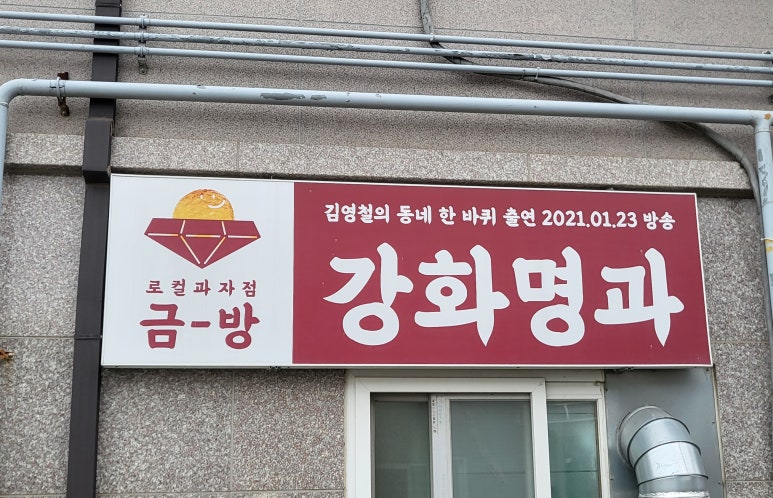 로컬과자점
금-방
김영철의 동네 한 바퀴 출연 2021.01.23 방송
강화명과